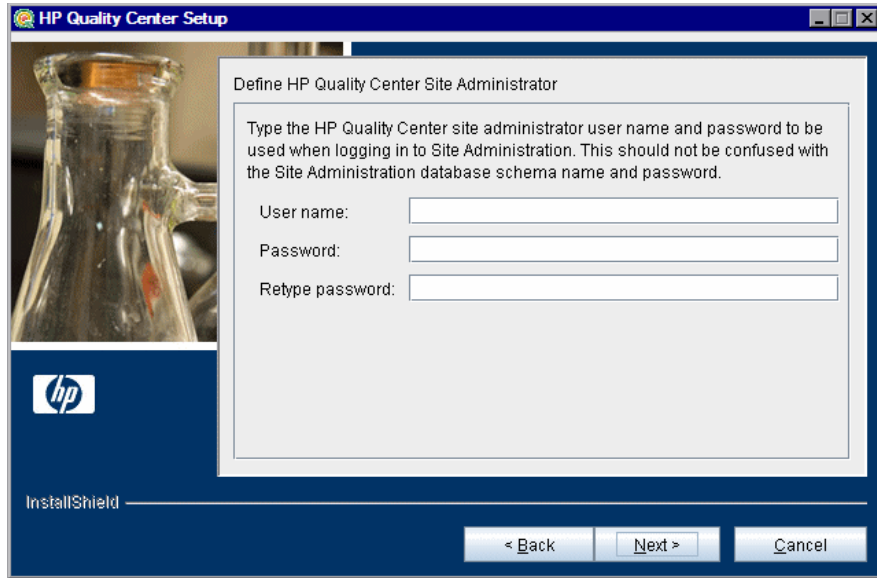 HP Quality Center Setup
Define HP Quality Center Site Administrator
Type the HP Quality Center site administrator user name and password to be
used when logging in to Site Administration. This should not be confused with
the Site Administration database schema name and password.
User name:
Password:
Retype password:
hp
InstallShield
< Back
Next >
Cancel